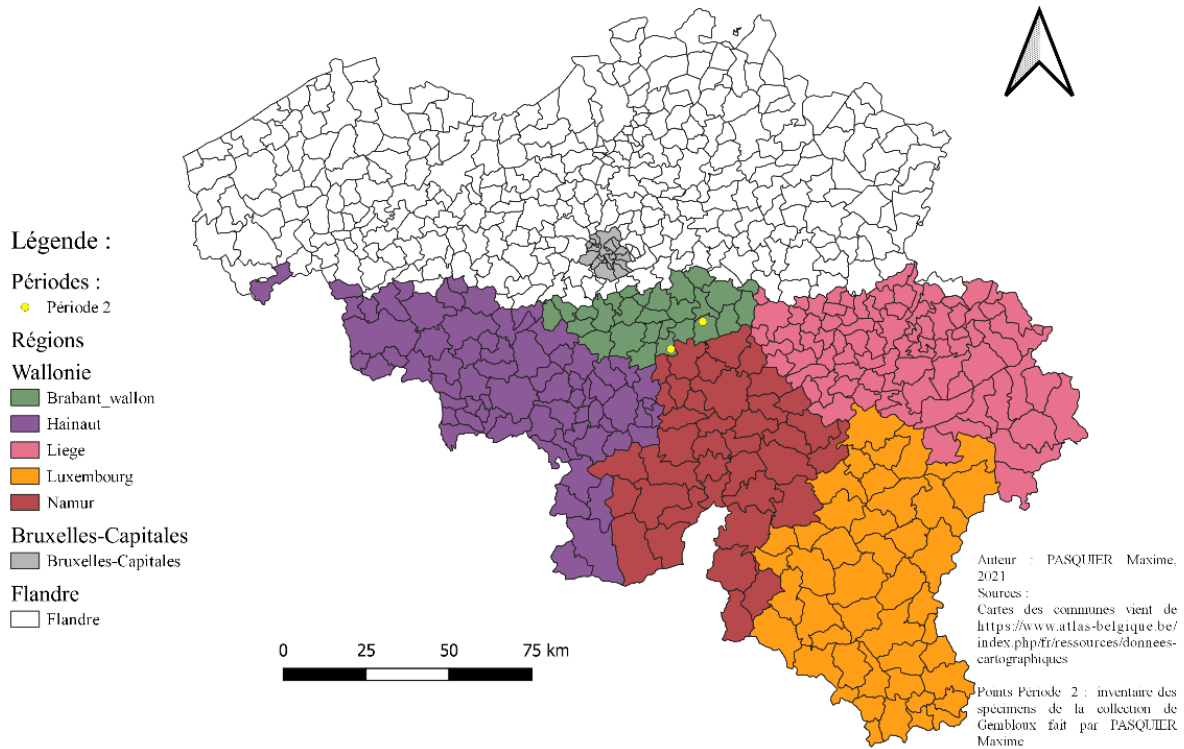 Légende :
Périodes :
Période 2
Régions
Wallonie
Brabant_wallon
Hainaut
Liege
Luxembourg
Namur
Bruxelles-Capitales
Bruxelles-Capitales
Flandre
Flandre
0 25 50 75 km
Auteur : PASQUIER Maxime,
2021
Sources :
Cartes des communes vient de
https://www.atlas-belgique.be/
index.php/fr/ressources/donnees-
cartographiques
Points Période 2 : inventaire des
spécimens de la collection de
Gembloux fait par PASQUIER
Maxime